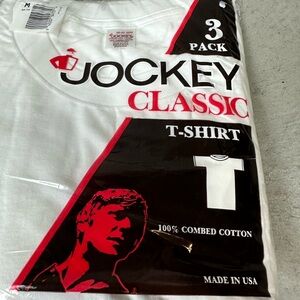 M
3
PACK
JOCKEY
CLASSIC
T-SHIRT
100% COMBED COTTON
MADE IN USA